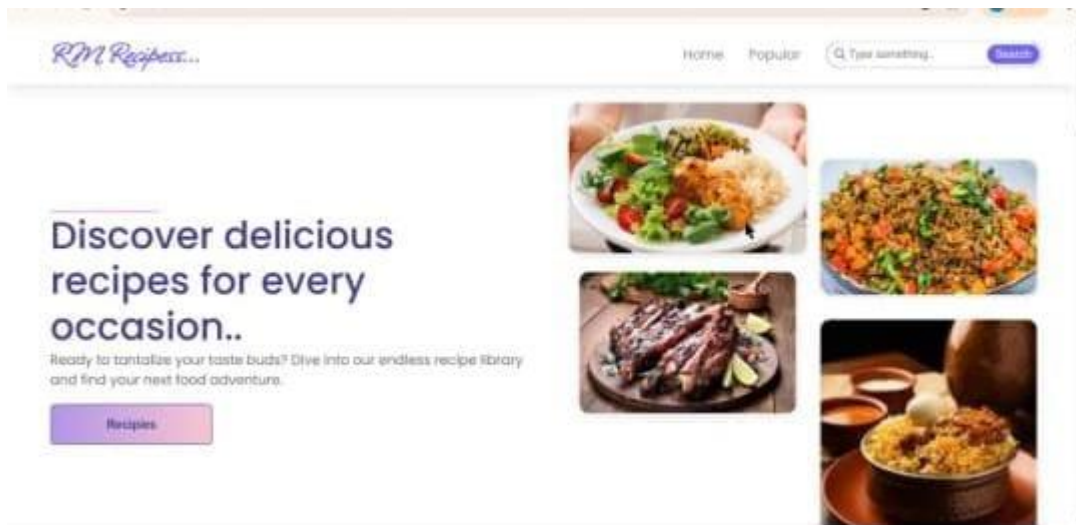 RM Recipess...
Home Popular Type something.. Search
Discover delicious
recipes for every
occasion..
Ready to tantalize your taste buds? Dive into our endless recipe library
and find your next food adventure.
Recipies